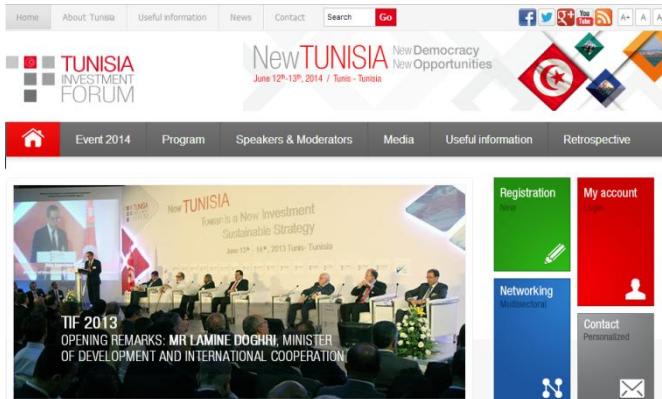 Home About Tunisia Useful information News Contact Search Go A+ A A
TUNISIA
INVESTMENT
FORUM
New TUNISIA New Democracy
New Opportunities
June 12th-13th, 2014 / Tunis - Tunisia
Event 2014 Program Speakers & Moderators Media Useful information Retrospective
New TUNISIA
Towards a New Investment
Sustainable Strategy
June 13th - 14th, 2013 Tunis- Tunisia
TIF 2013
OPENING REMARKS: MR LAMINE DOGHRI, MINISTER
OF DEVELOPMENT AND INTERNATIONAL COOPERATION
Registration
New
My account
Login
Networking
Multisectoral
Contact
Personalized